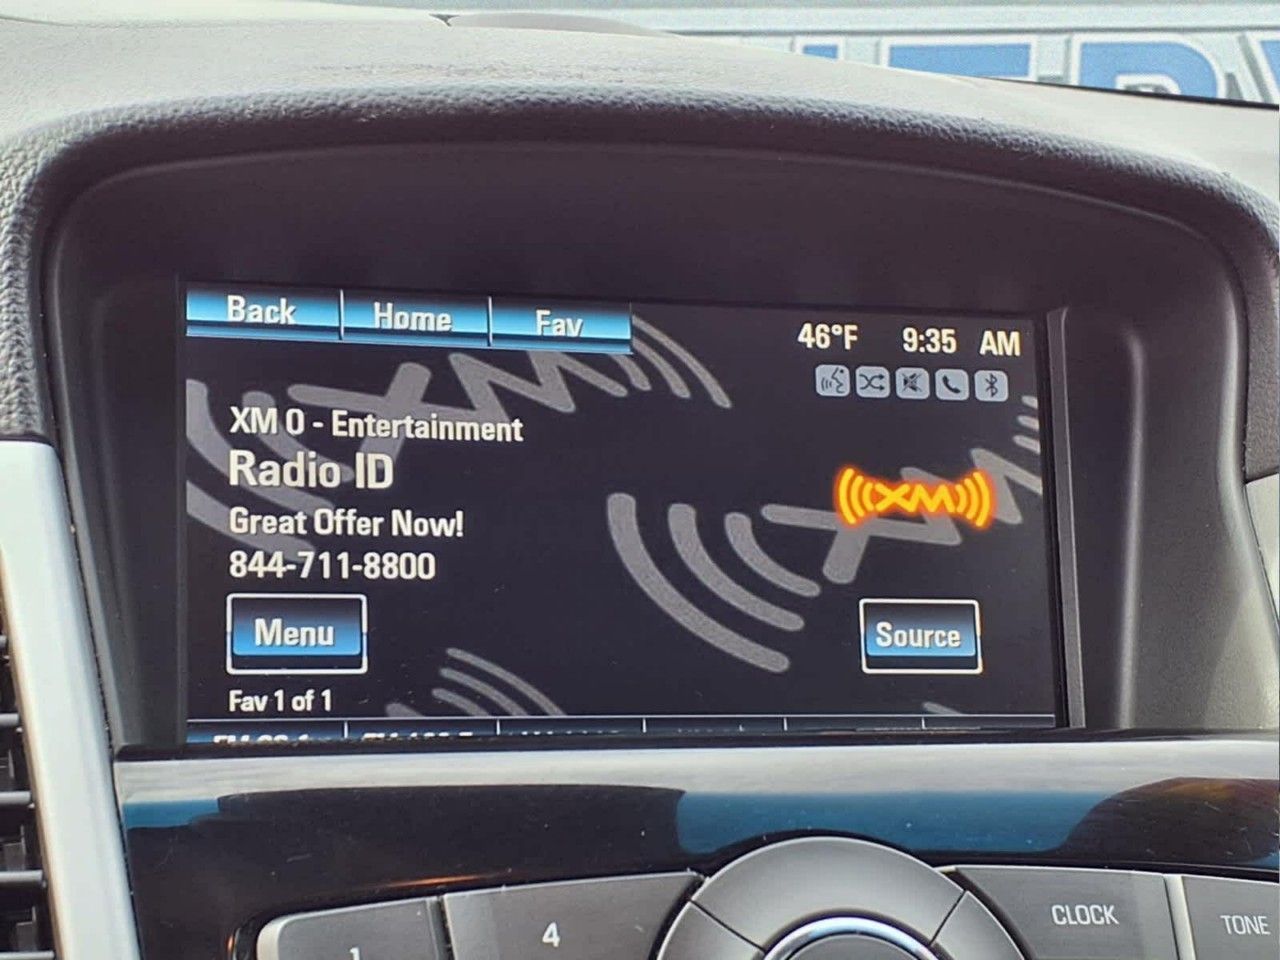 Back Home Fav
46°F 9:35 AM
XM 0 - Entertainment
Radio ID
Great Offer Now!
844-711-8800
XM
Menu
Source
Fav 1 of 1
1
4
CLOCK
TONE